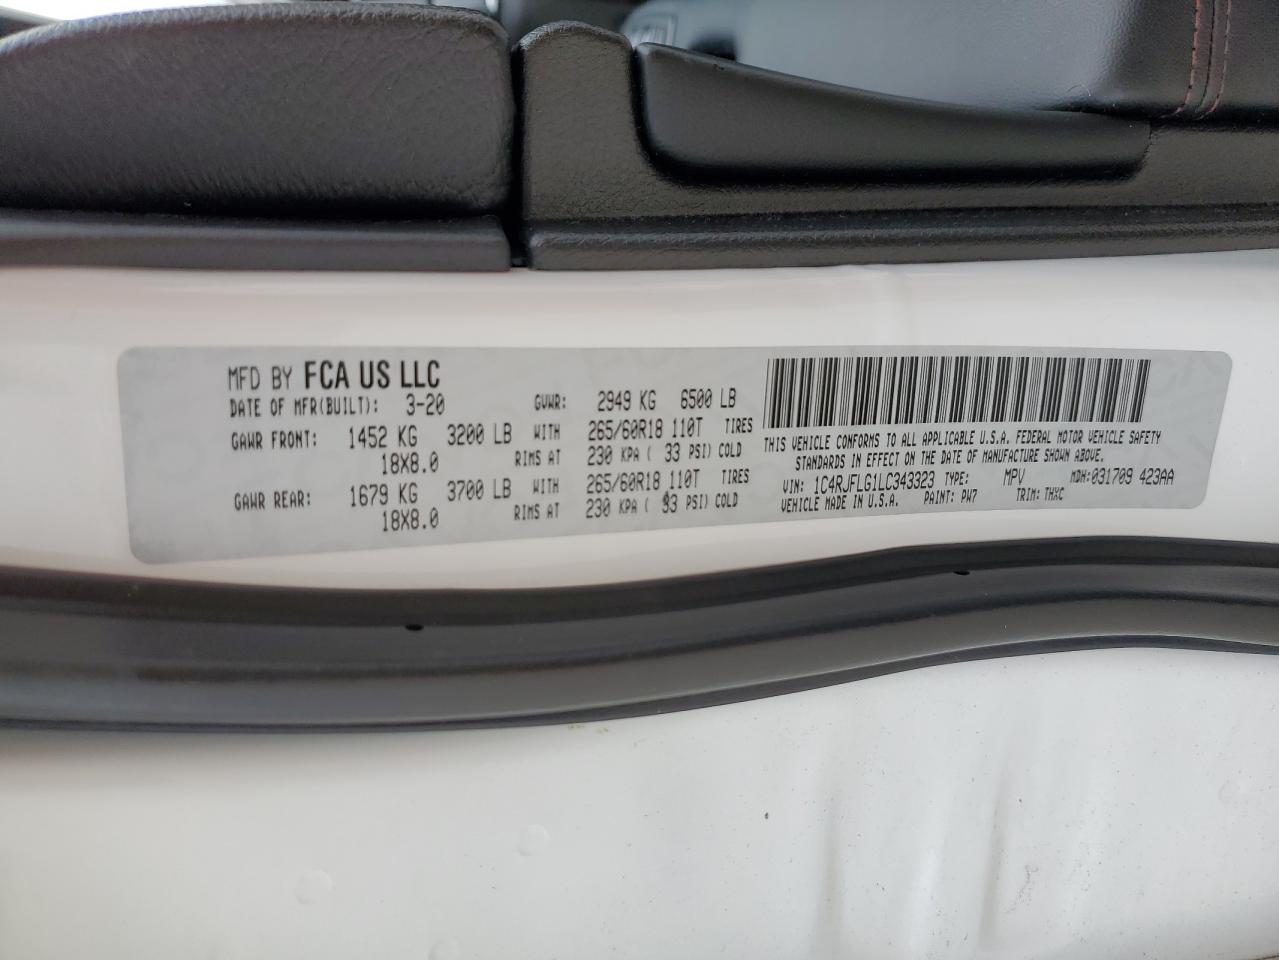 MFD BY FCA US LLC
DATE OF MFR(BUILT): 3-20 GVWR: 2949 KG 6500 LB
GAWR FRONT: 1452 KG 3200 LB WITH 265/60R18 110T TIRES
18X8.0 RIMS AT 230 KPA ( 33 PSI) COLD
GAWR REAR: 1679 KG 3700 LB WITH 265/60R18 110T TIRES
18X8.0 RIMS AT 230 KPA ( 33 PSI) COLD
THIS VEHICLE CONFORMS TO ALL APPLICABLE U.S.A. FEDERAL MOTOR VEHICLE SAFETY
STANDARDS IN EFFECT ON THE DATE OF MANUFACTURE SHOWN ABOVE.
VIN: 1C4RJFLG1LC343323 TYPE: MPV MDH:031709 423AA
VEHICLE MADE IN U.S.A. PAINT: PW7 TRIM: THXC